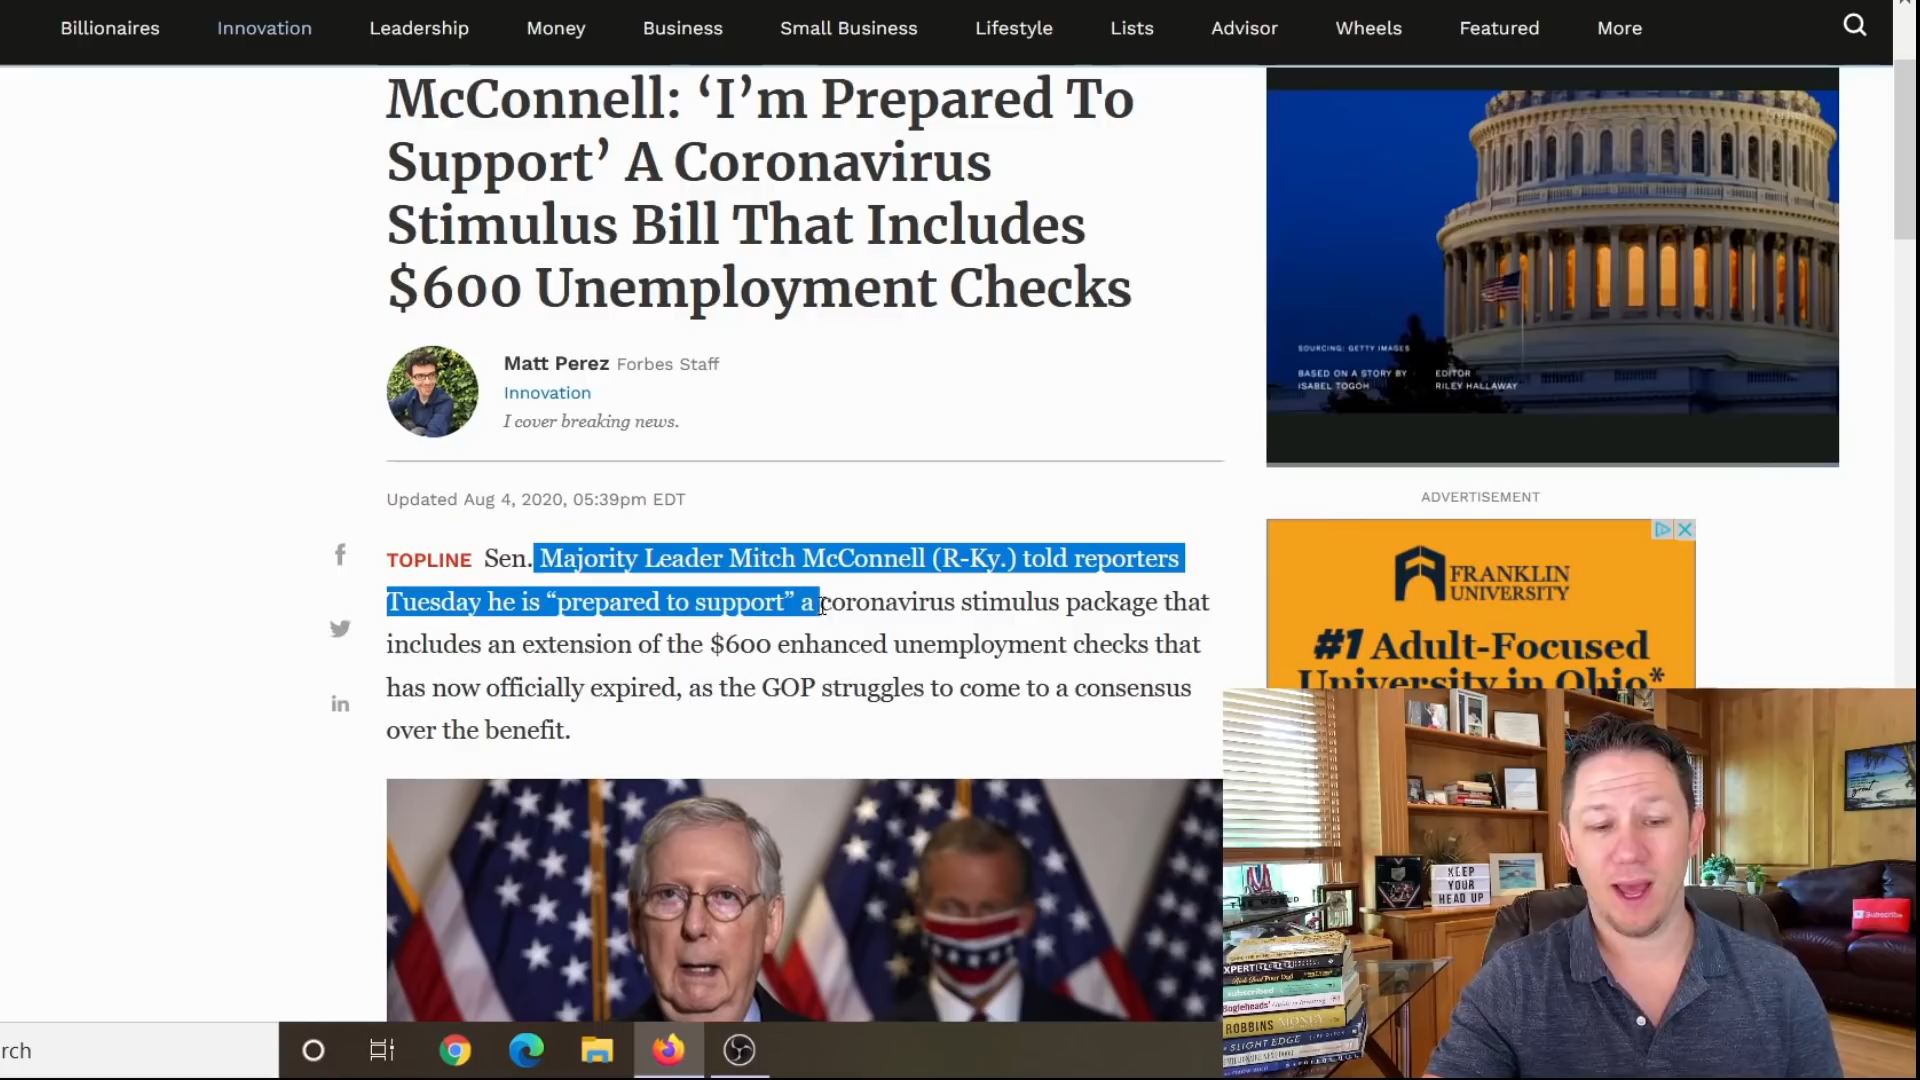 Billionaires Innovation Leadership Money Business Small Business Lifestyle Lists Advisor Wheels Featured More
McConnell: ‘I’m Prepared To
Support’ A Coronavirus
Stimulus Bill That Includes
$600 Unemployment Checks
Matt Perez Forbes Staff
Innovation
I cover breaking news.
Updated Aug 4, 2020, 05:39pm EDT
TOPLINE Sen. Majority Leader Mitch McConnell (R-Ky.) told reporters
Tuesday he is “prepared to support” a coronavirus stimulus package that
includes an extension of the $600 enhanced unemployment checks that
has now officially expired, as the GOP struggles to come to a consensus
over the benefit.
SOURCING: GETTY IMAGES
BASED ON A STORY BY
ISABEL TOGOH
EDITOR
RILEY HALLAWAY
ADVERTISEMENT
FRANKLIN
UNIVERSITY
#1 Adult-Focused
University in Ohio*
KEEP
YOUR
HEAD UP
Subscribe
THE WORLD
XPERT
subscribed
Bogleheads'
ROBBINS MONEY
SLIGHT EDGE
rch